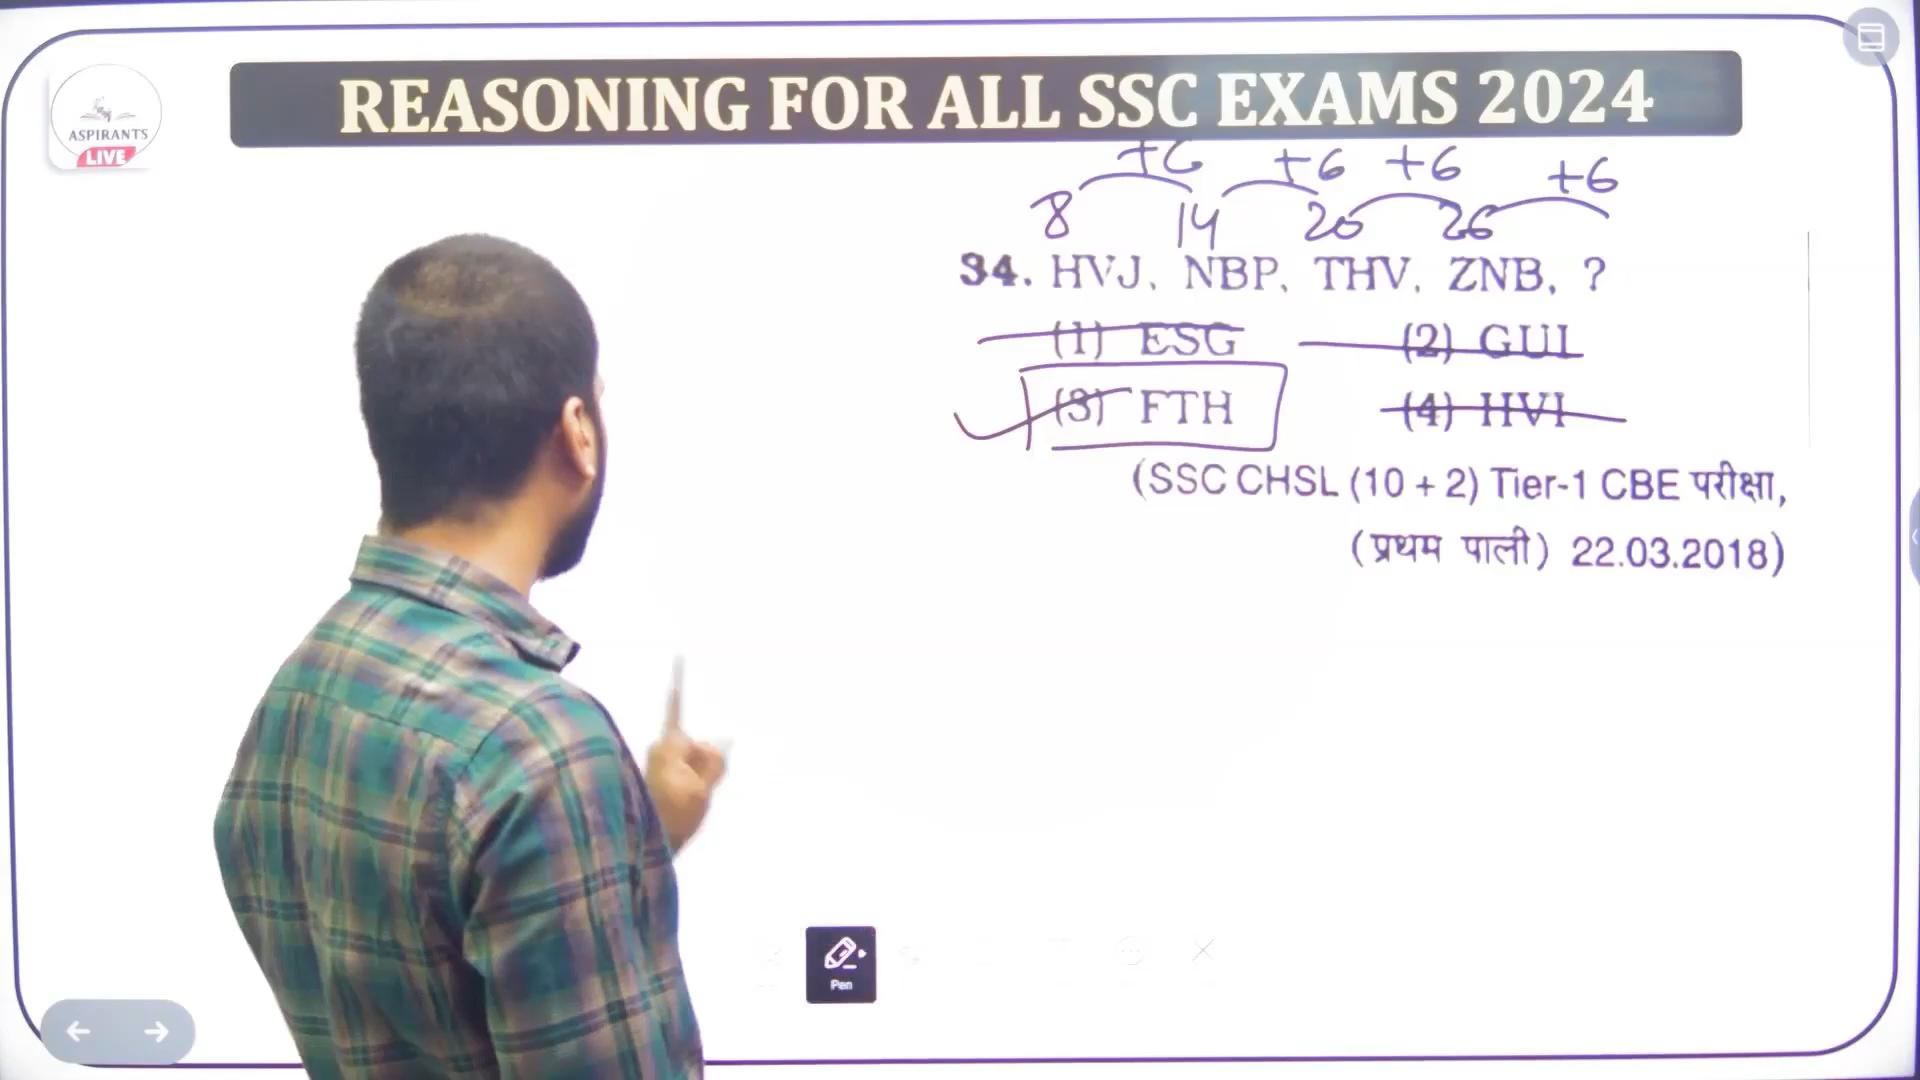 REASONING FOR ALL SSC EXAMS 2024
ASPIRANTS
LIVE
+6 +6 +6 +6
8 14 20 26
34. HVJ, NBP, THV, ZNB, ?
(1) ESG (2) GUI
(3) FTH (4) HVI
(SSC CHSL (10 + 2) Tier-1 CBE परीक्षा,
(प्रथम पाली) 22.03.2018)
Pen